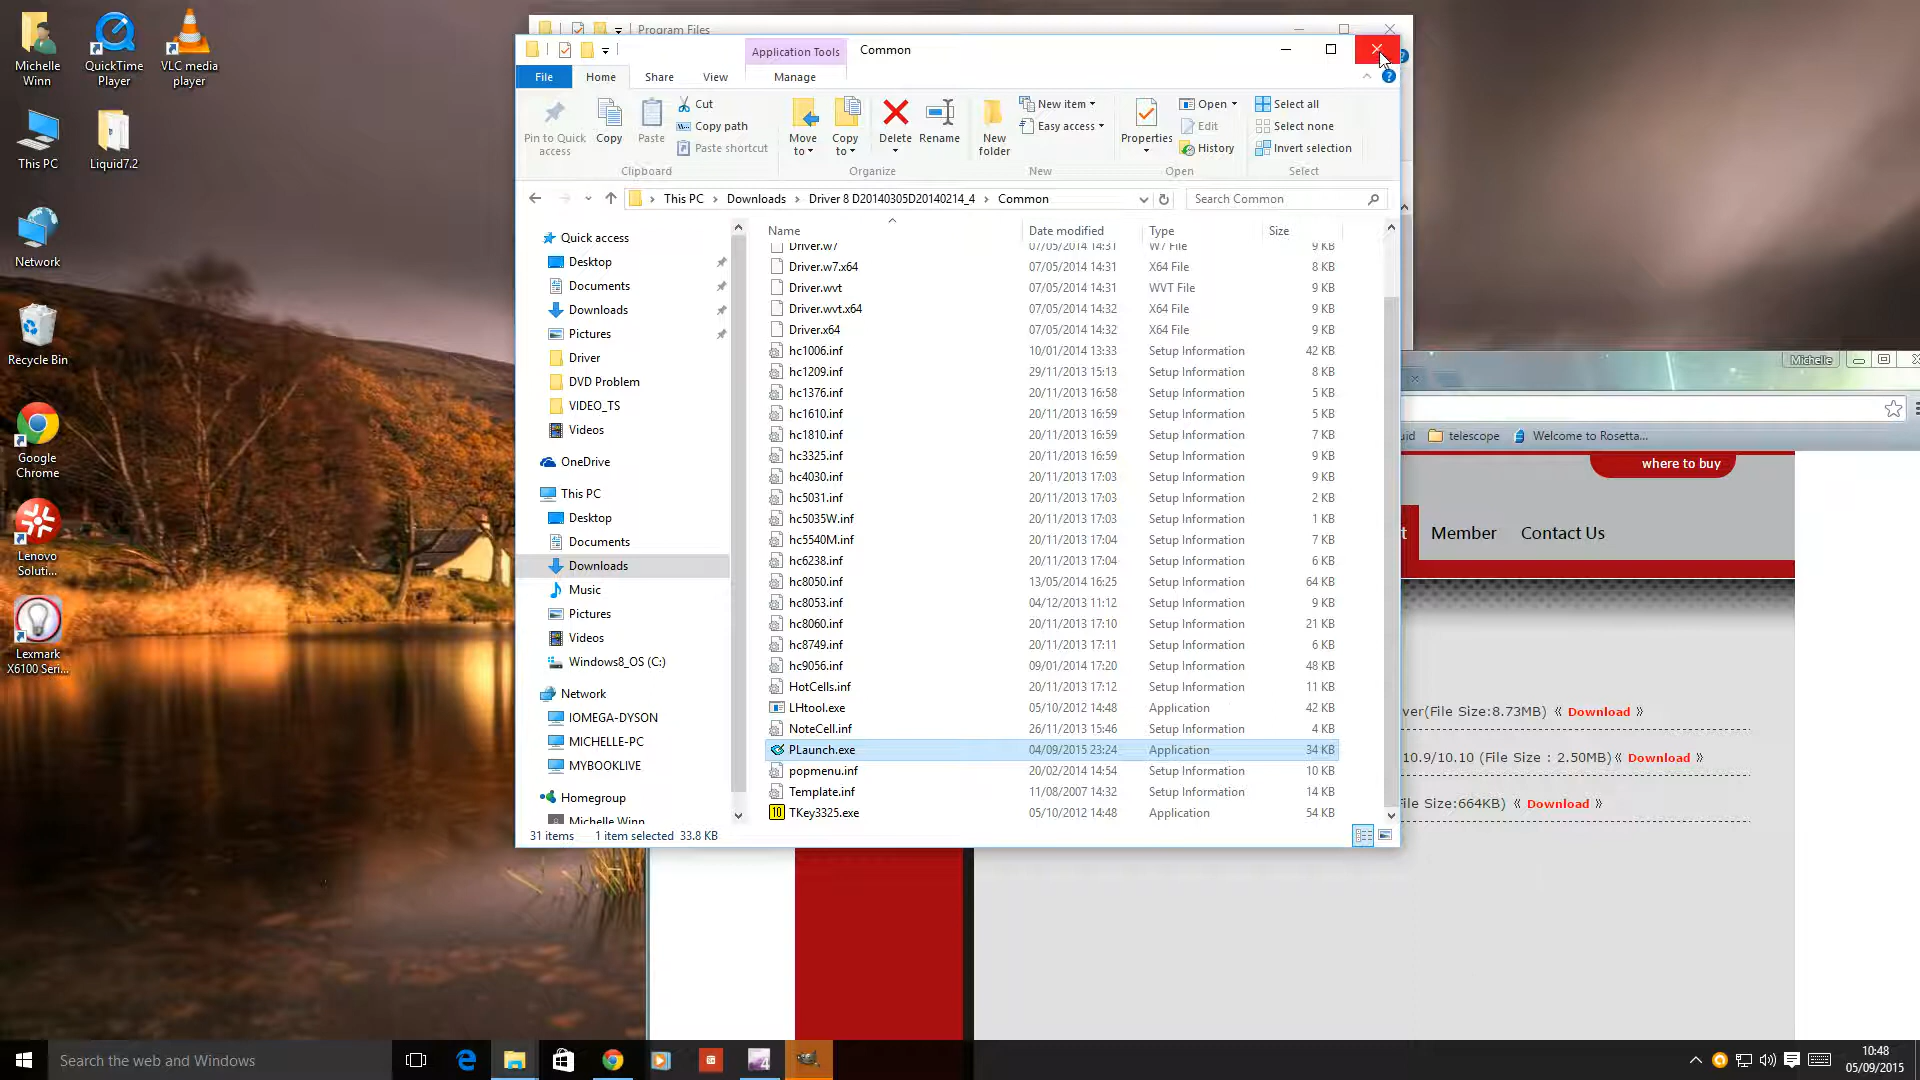 Michelle
Winn
QuickTime
Player
VLC media
player
This PC
Liquid7.2
Network
Recycle Bin
Google
Chrome
Lenovo
Soluti...
Lexmark
X6100 Seri...
Program Files
Application Tools
Common
File
Home
Share
View
Manage
Pin to Quick
access
Copy
Paste
Cut
Copy path
Paste shortcut
Clipboard
Move
to
Copy
to
Delete
Rename
Organize
New
folder
New item
Easy access
New
Properties
Open
Edit
History
Open
Select all
Select none
Invert selection
Select
This PC > Downloads > Driver 8 D20140305D20140214_4 > Common
Search Common
Quick access
Desktop
Documents
Downloads
Pictures
Driver
DVD Problem
VIDEO_TS
Videos
OneDrive
This PC
Desktop
Documents
Downloads
Music
Pictures
Videos
Windows8_OS (C:)
Network
IOMEGA-DYSON
MICHELLE-PC
MYBOOKLIVE
Homegroup
Michelle Winn
Name Date modified Type Size
Driver.w7 07/05/2014 14:31 W7 File 9 KB
Driver.w7.x64 07/05/2014 14:31 X64 File 8 KB
Driver.wvt 07/05/2014 14:31 WVT File 9 KB
Driver.wvt.x64 07/05/2014 14:32 X64 File 9 KB
Driver.x64 07/05/2014 14:32 X64 File 9 KB
hc1006.inf 10/01/2014 13:33 Setup Information 42 KB
hc1209.inf 29/11/2013 15:13 Setup Information 8 KB
hc1376.inf 20/11/2013 16:58 Setup Information 5 KB
hc1610.inf 20/11/2013 16:59 Setup Information 5 KB
hc1810.inf 20/11/2013 16:59 Setup Information 7 KB
hc3325.inf 20/11/2013 16:59 Setup Information 9 KB
hc4030.inf 20/11/2013 17:03 Setup Information 9 KB
hc5031.inf 20/11/2013 17:03 Setup Information 2 KB
hc5035W.inf 20/11/2013 17:03 Setup Information 1 KB
hc5540M.inf 20/11/2013 17:04 Setup Information 7 KB
hc6238.inf 20/11/2013 17:04 Setup Information 6 KB
hc8050.inf 13/05/2014 16:25 Setup Information 64 KB
hc8053.inf 04/12/2013 11:12 Setup Information 9 KB
hc8060.inf 20/11/2013 17:10 Setup Information 21 KB
hc8749.inf 20/11/2013 17:11 Setup Information 6 KB
hc9056.inf 09/01/2014 17:20 Setup Information 48 KB
HotCells.inf 20/11/2013 17:12 Setup Information 11 KB
LHtool.exe 05/10/2012 14:48 Application 42 KB
NoteCell.inf 26/11/2013 15:46 Setup Information 4 KB
PLaunch.exe 04/09/2015 23:24 Application 34 KB
popmenu.inf 20/02/2014 14:54 Setup Information 10 KB
Template.inf 11/08/2007 14:32 Setup Information 14 KB
TKey3325.exe 05/10/2012 14:48 Application 54 KB
31 items 1 item selected 33.8 KB
Michelle
uid telescope Welcome to Rosetta...
where to buy
t Member Contact Us
ver(File Size:8.73MB) « Download »
10.9/10.10 (File Size : 2.50MB) « Download »
File Size:664KB) « Download »
Search the web and Windows
10:48
05/09/2015